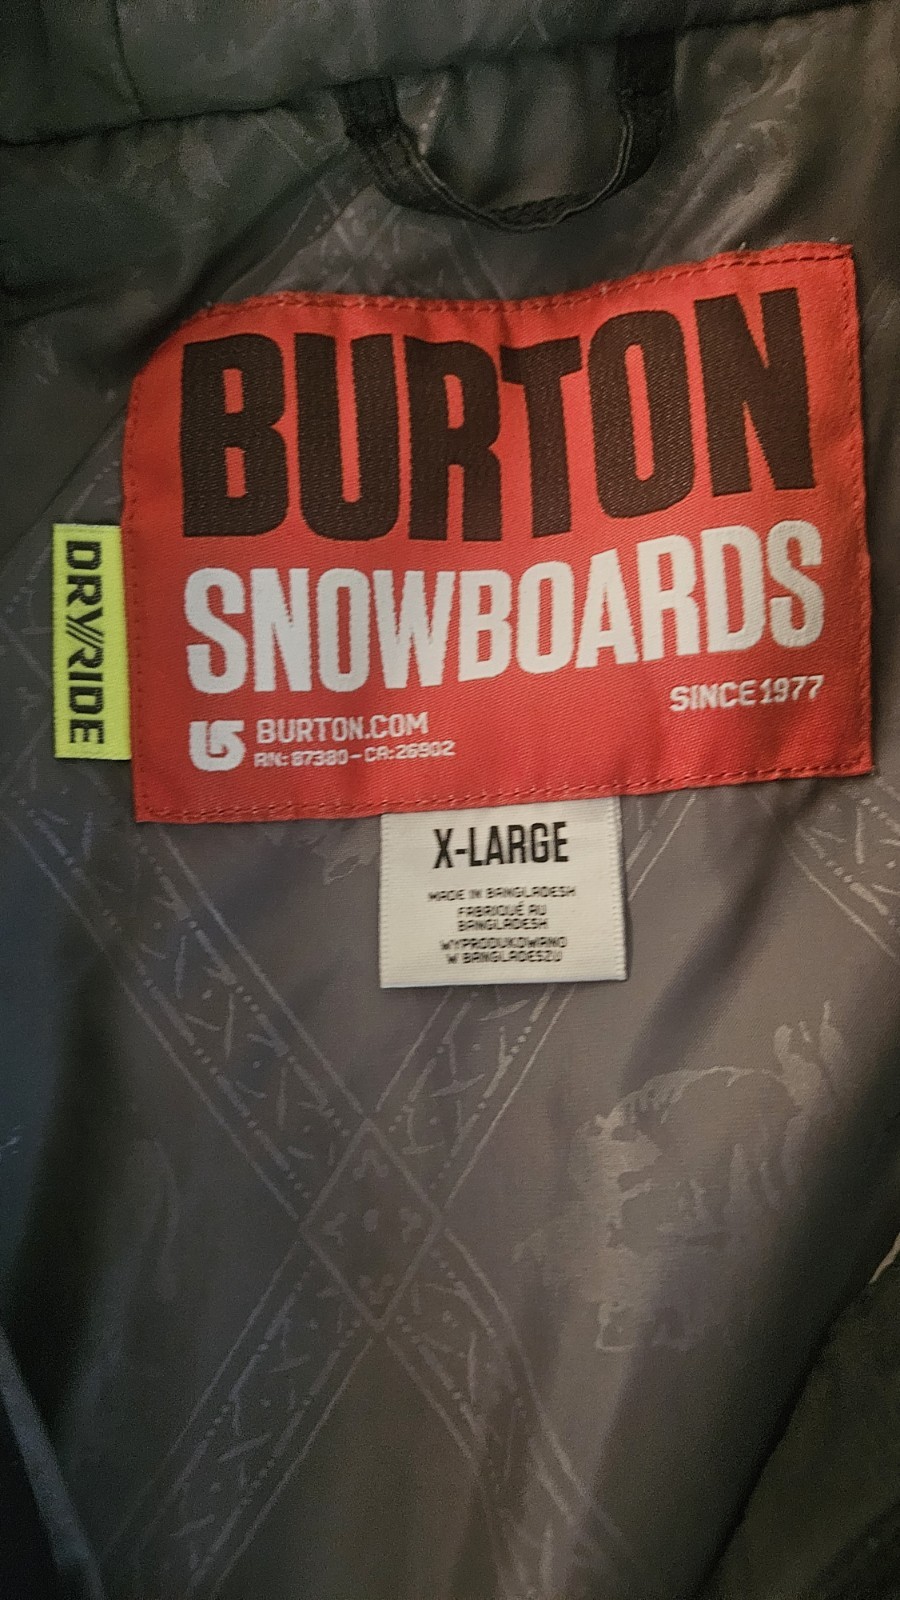 BURTON
SNOWBOARDS
SINCE 1977
BURTON.COM
RN: 87380 - CA: 26902
DRY//RIDE
X-LARGE
MADE IN BANGLADESH
FABRIQUÉ AU
BANGLADESH
WYPRODUKOWANO
W BANGLADESZU